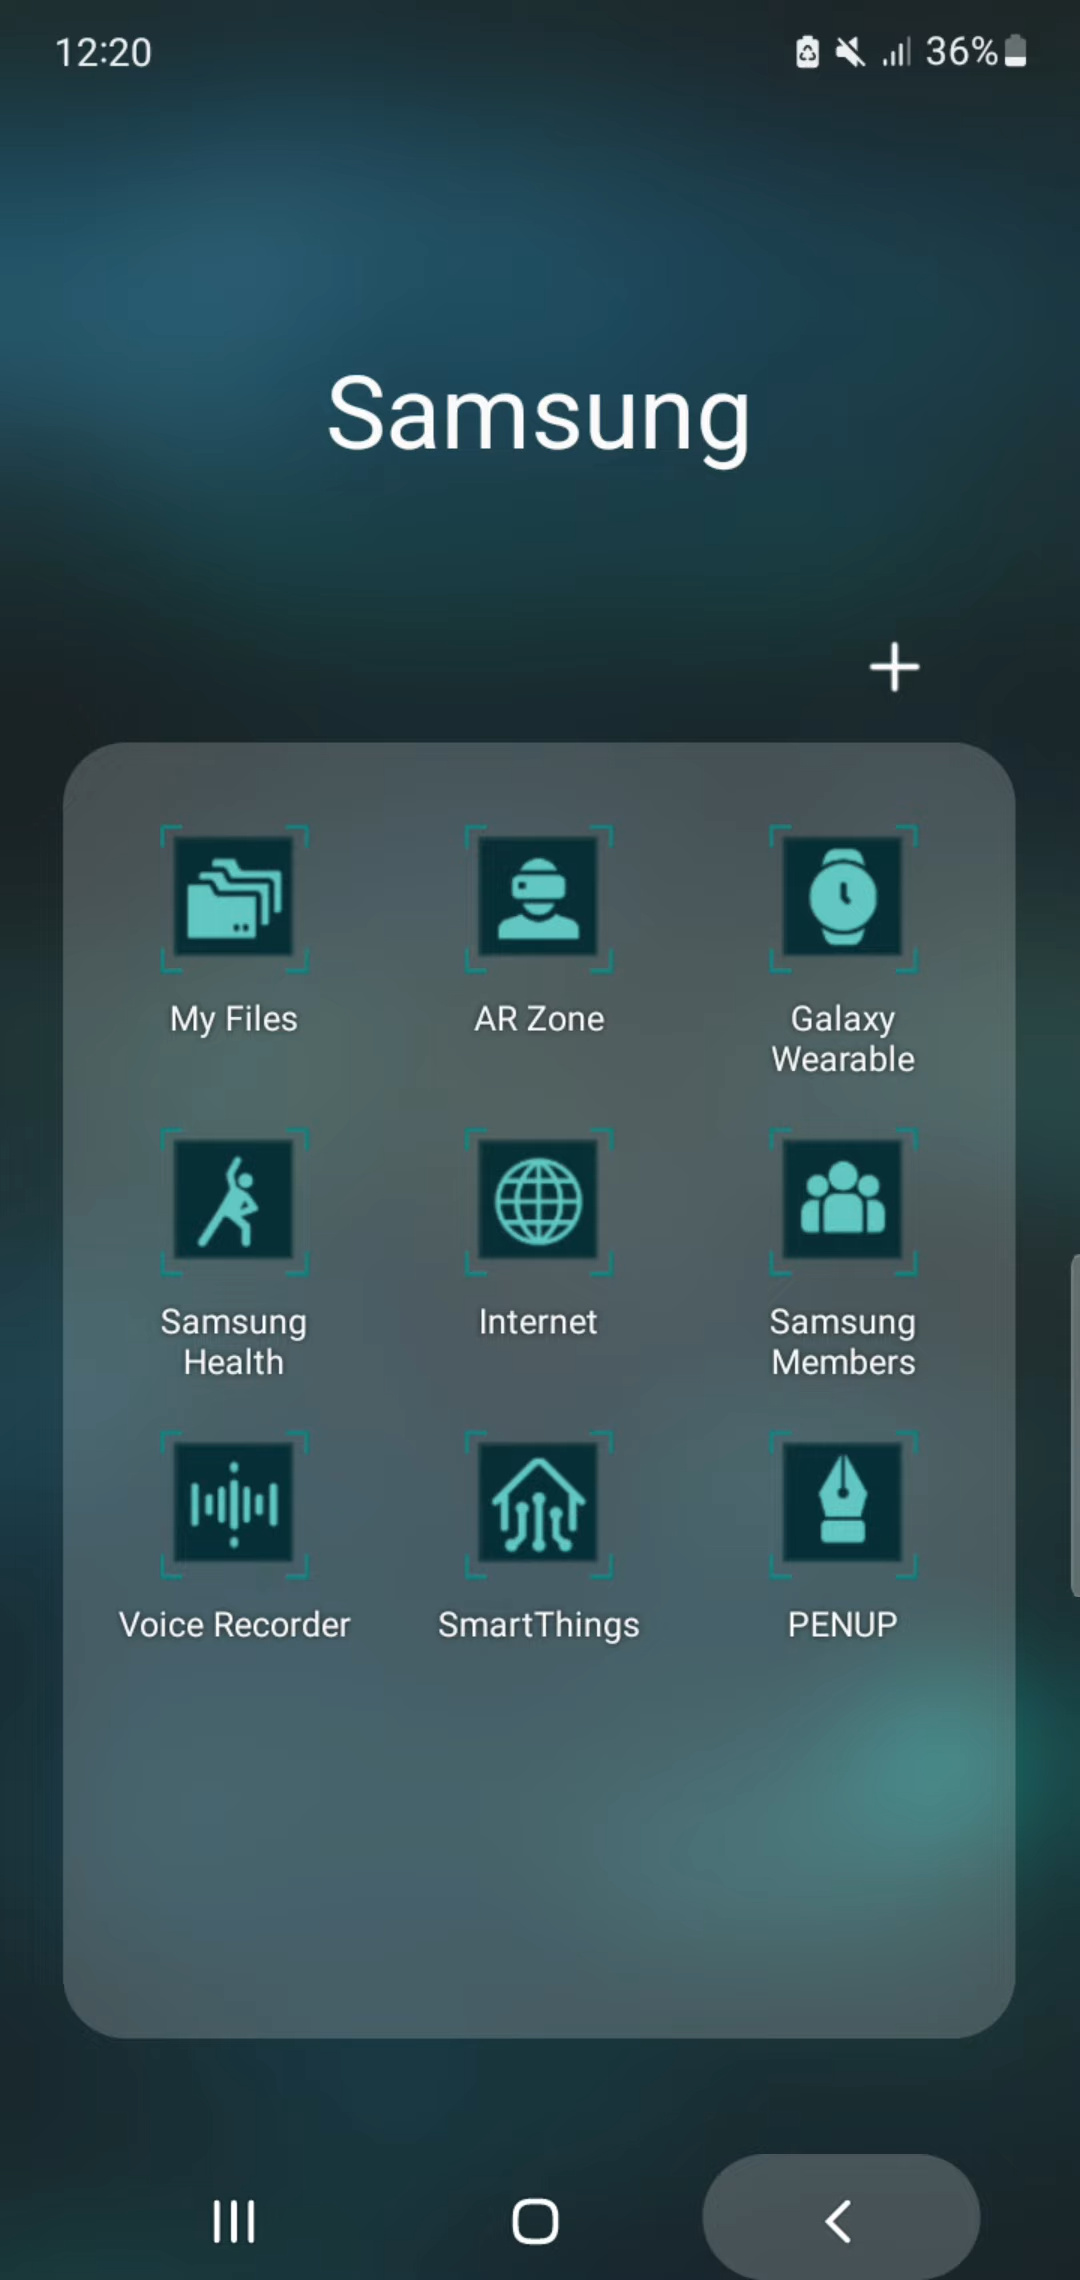 12:20
36%
Samsung
My Files
AR Zone
Galaxy
Wearable
Samsung
Health
Internet
Samsung
Members
Voice Recorder
SmartThings
PENUP